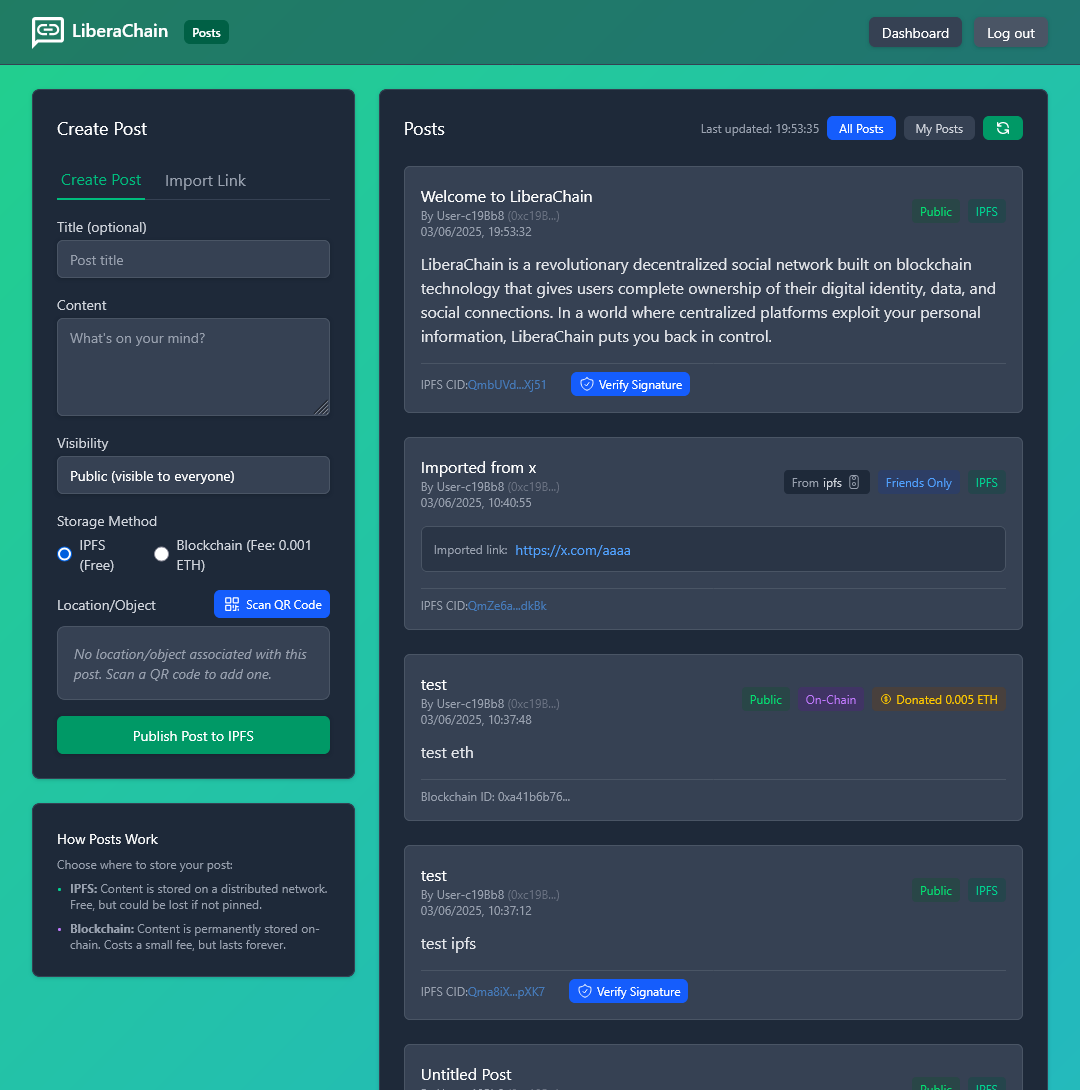 LiberaChain
Posts
Dashboard
Log out
Create Post
Create Post
Import Link
Title (optional)
Post title
Content
What's on your mind?
Visibility
Public (visible to everyone)
Storage Method
IPFS
(Free)
Blockchain (Fee: 0.001
ETH)
Location/Object
Scan QR Code
No location/object associated with this
post. Scan a QR code to add one.
Publish Post to IPFS
How Posts Work
Choose where to store your post:
• IPFS: Content is stored on a distributed network.
Free, but could be lost if not pinned.
• Blockchain: Content is permanently stored on-
chain. Costs a small fee, but lasts forever.
Posts
Last updated: 19:53:35
All Posts
My Posts
Welcome to LiberaChain
By User-c19Bb8 (0xc19B...)
03/06/2025, 19:53:32
Public
IPFS
LiberaChain is a revolutionary decentralized social network built on blockchain
technology that gives users complete ownership of their digital identity, data, and
social connections. In a world where centralized platforms exploit your personal
information, LiberaChain puts you back in control.
IPFS CID:QmbUVd...Xj51
Verify Signature
Imported from x
By User-c19Bb8 (0xc19B...)
03/06/2025, 10:40:55
From ipfs
Friends Only
IPFS
Imported link: https://x.com/aaaa
IPFS CID:QmZe6a...dkBk
test
By User-c19Bb8 (0xc19B...)
03/06/2025, 10:37:48
Public
On-Chain
Donated 0.005 ETH
test eth
Blockchain ID: 0xa41b6b76...
test
By User-c19Bb8 (0xc19B...)
03/06/2025, 10:37:12
Public
IPFS
test ipfs
IPFS CID:Qma8iX...pXK7
Verify Signature
Untitled Post
Public
IPFS